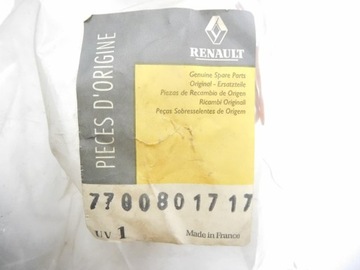 PIECES D'ORIGINE
RENAULT
Genuine Spare Parts
Original - Ersatzteile
Piezas de Recambio de Origen
Ricambi Originali
Peças Sobresselentes de Origem
7700801717
UV 1
Made in France